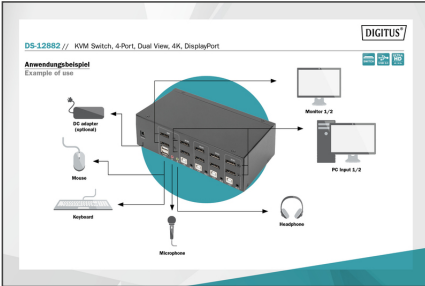 DIGITUS®
DS-12882 // KVM Switch, 4-Port, Dual View, 4K, DisplayPort
Anwendungsbeispiel
Example of use
Monitor 1/2
DC adapter
(optional)
PC Input 1/2
Mouse
Keyboard
Headphone
Microphone